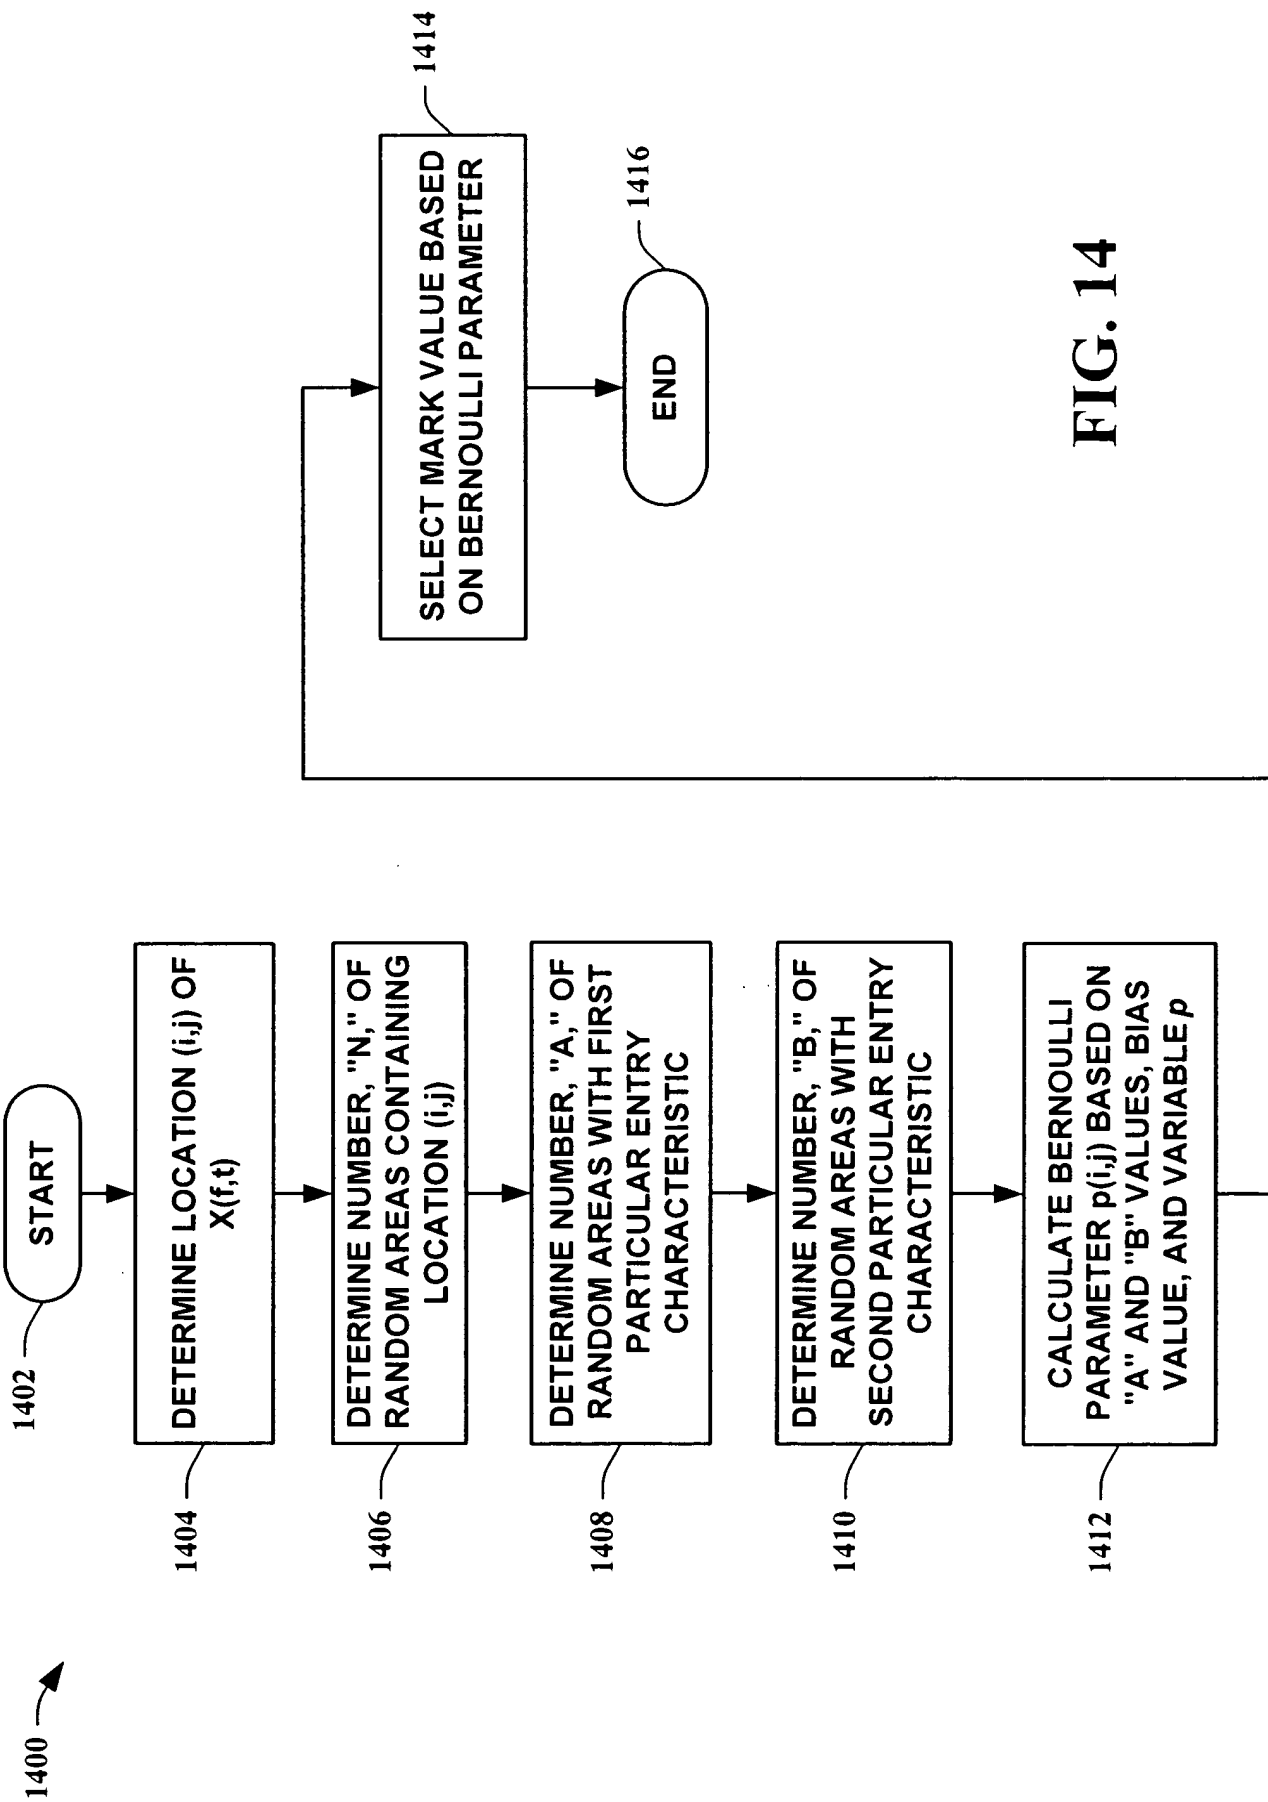 1400
1402
START
1404
DETERMINE LOCATION (i,j) OF
X(f,t)
1406
DETERMINE NUMBER, "N," OF
RANDOM AREAS CONTAINING
LOCATION (i,j)
1408
DETERMINE NUMBER, "A," OF
RANDOM AREAS WITH FIRST
PARTICULAR ENTRY
CHARACTERISTIC
1410
DETERMINE NUMBER, "B," OF
RANDOM AREAS WITH
SECOND PARTICULAR ENTRY
CHARACTERISTIC
1412
CALCULATE BERNOULLI
PARAMETER p(i,j) BASED ON
"A" AND "B" VALUES, BIAS
VALUE, AND VARIABLE p
1414
SELECT MARK VALUE BASED
ON BERNOULLI PARAMETER
1416
END
FIG. 14